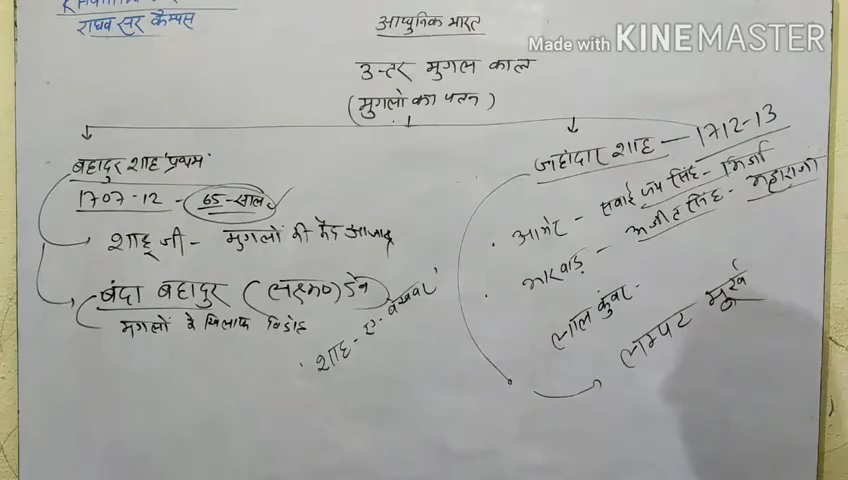 राघव सर कैम्पस
आधुनिक भारत
Made with KINEMASTER
उत्तर मुगल काल
(मुगलो का पतन)
बहादुर शाह प्रथम
1707-12 - 65-साल
शाहू जी - मुगलों की कैद आजाद
बंदा बहादुर (लक्ष्मण देव)
मुगलों के खिलाफ विद्रोह
शाह-ए-बेखबर
जहांदार शाह - 1712-13
आमेर - सवाई जय सिंह - मिर्जा
मारवाड़ - अजीत सिंह - महाराजा
लाल कुंवर
लम्पट मूर्ख